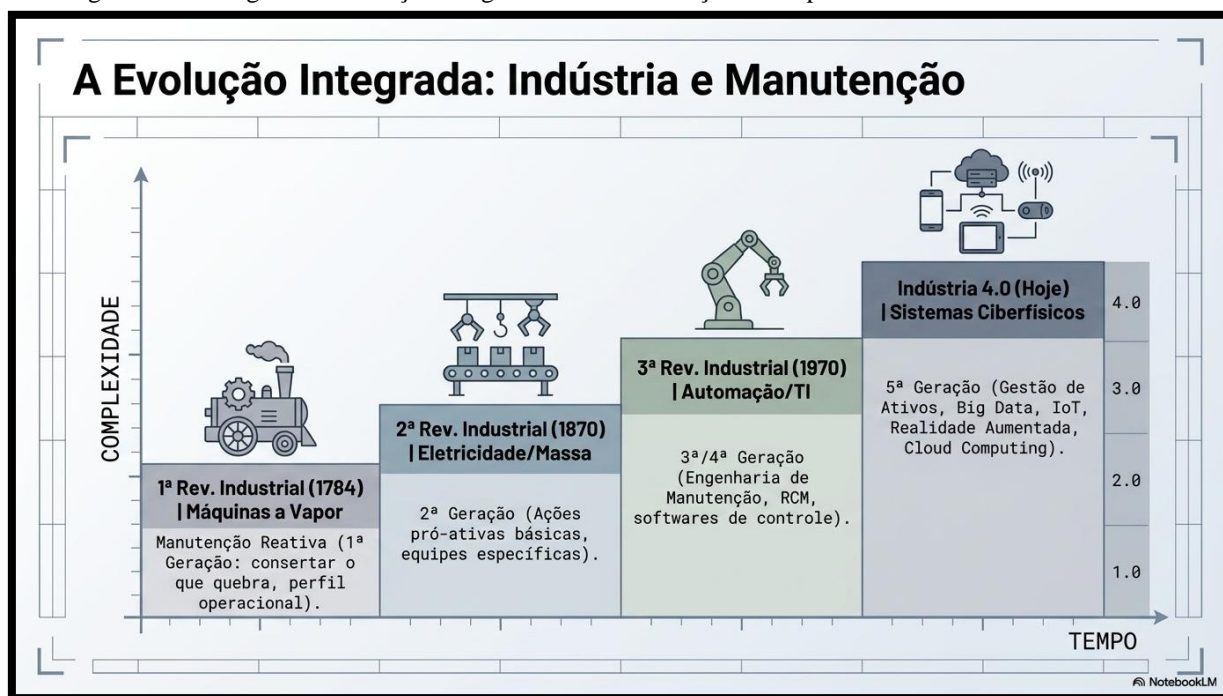 A Evolução Integrada: Indústria e Manutenção
COMPLEXIDADE
1ª Rev. Industrial (1784)
| Máquinas a Vapor
Manutenção Reativa (1ª
Geração: consertar o
que quebra, perfil
operacional).
2ª Rev. Industrial (1870)
| Eletricidade/Massa
2ª Geração (Ações
pró-ativas básicas,
equipes específicas).
3ª Rev. Industrial (1970)
| Automação/TI
3ª/4ª Geração
(Engenharia de
Manutenção, RCM,
softwares de controle).
Indústria 4.0 (Hoje)
| Sistemas Ciberfísicos
5ª Geração (Gestão de
Ativos, Big Data, IoT,
Realidade Aumentada,
Cloud Computing).
4.0
3.0
2.0
1.0
TEMPO
NotebookLM